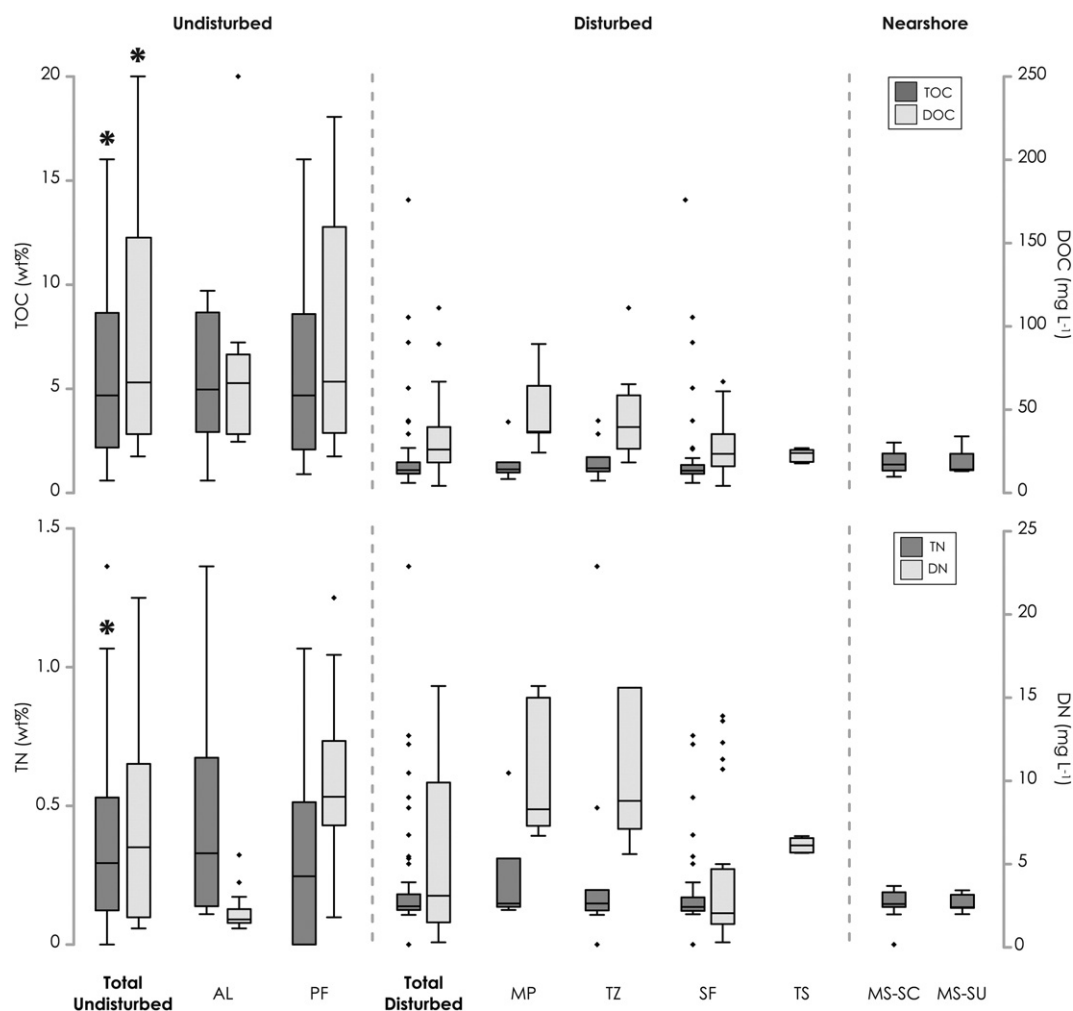 Undisturbed Disturbed Nearshore
* *
20 250
TOC
DOC
15 200
150
TOC (wt%) 10 DOC (mg L-1)
100
5
50
0 0
1.5 25
TN
DN
20
*
1.0
15
TN (wt%) DN (mg L-1)
10
0.5
5
0 0
Total Undisturbed AL PF Total Disturbed MP TZ SF TS MS-SC MS-SU